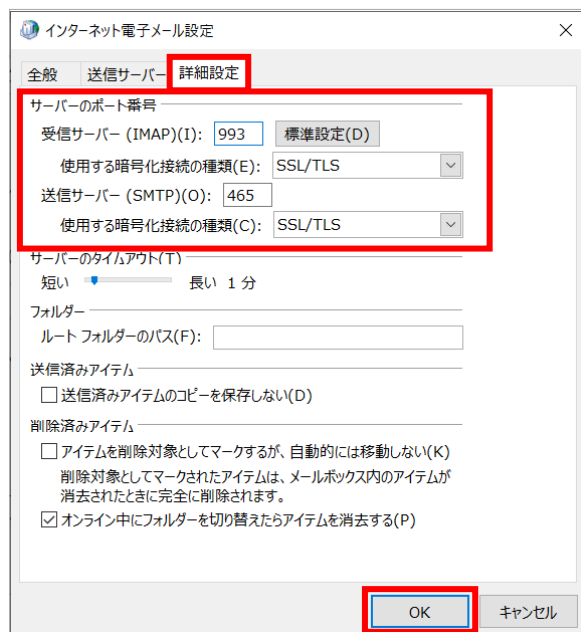 インターネット電子メール設定
全般 送信サーバー 詳細設定
サーバーのポート番号
受信サーバー (IMAP)(I): 993 標準設定(D)
使用する暗号化接続の種類(E): SSL/TLS
送信サーバー (SMTP)(O): 465
使用する暗号化接続の種類(C): SSL/TLS
サーバーのタイムアウト(T)
短い 長い 1 分
フォルダー
ルート フォルダーのパス(F):
送信済みアイテム
送信済みアイテムのコピーを保存しない(D)
削除済みアイテム
アイテムを削除対象としてマークするが、自動的には移動しない(K)
削除対象としてマークされたアイテムは、メールボックス内のアイテムが
消去されたときに完全に削除されます。
オンライン中にフォルダーを切り替えたらアイテムを消去する(P)
OK キャンセル